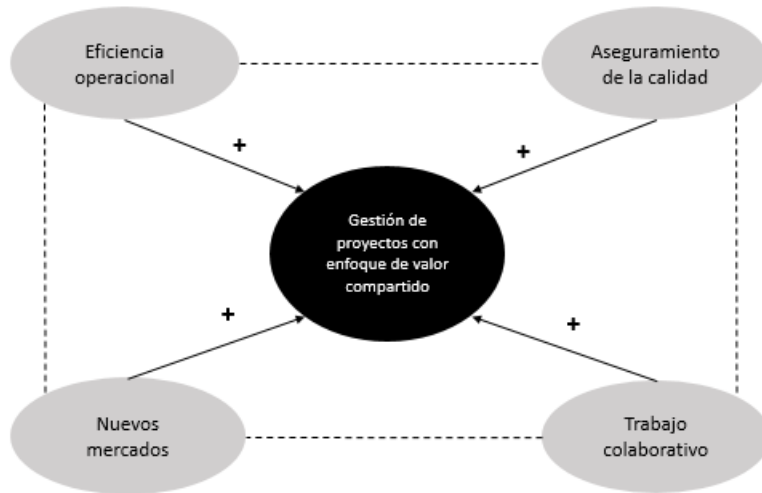 Eficiencia
operacional
Aseguramiento
de la calidad
+
+
Gestión de
proyectos con
enfoque de valor
compartido
+
+
Nuevos
mercados
Trabajo
colaborativo